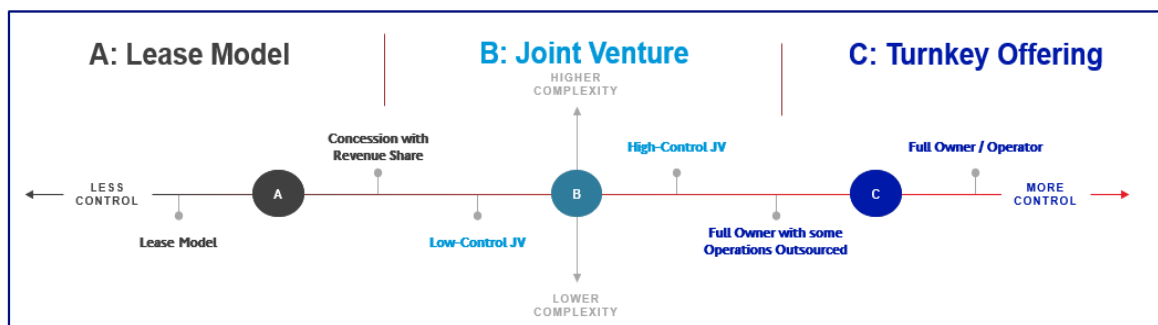 A: Lease Model
B: Joint Venture
C: Turnkey Offering
HIGHER
COMPLEXITY
Concession with
Revenue Share
High-Control JV
Full Owner / Operator
LESS
CONTROL
A
B
C
MORE
CONTROL
Lease Model
Low-Control JV
Full Owner with some
Operations Outsourced
LOWER
COMPLEXITY